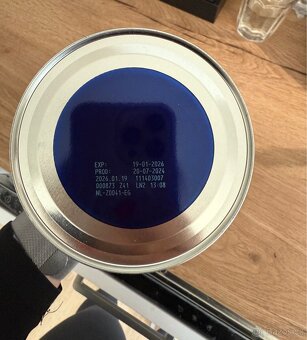 EXP: 19-01-2026
PROD: 20-07-2024
2026.01.19 111403007
000873 Z41 LN2 13:08
NL-Z0041-EG